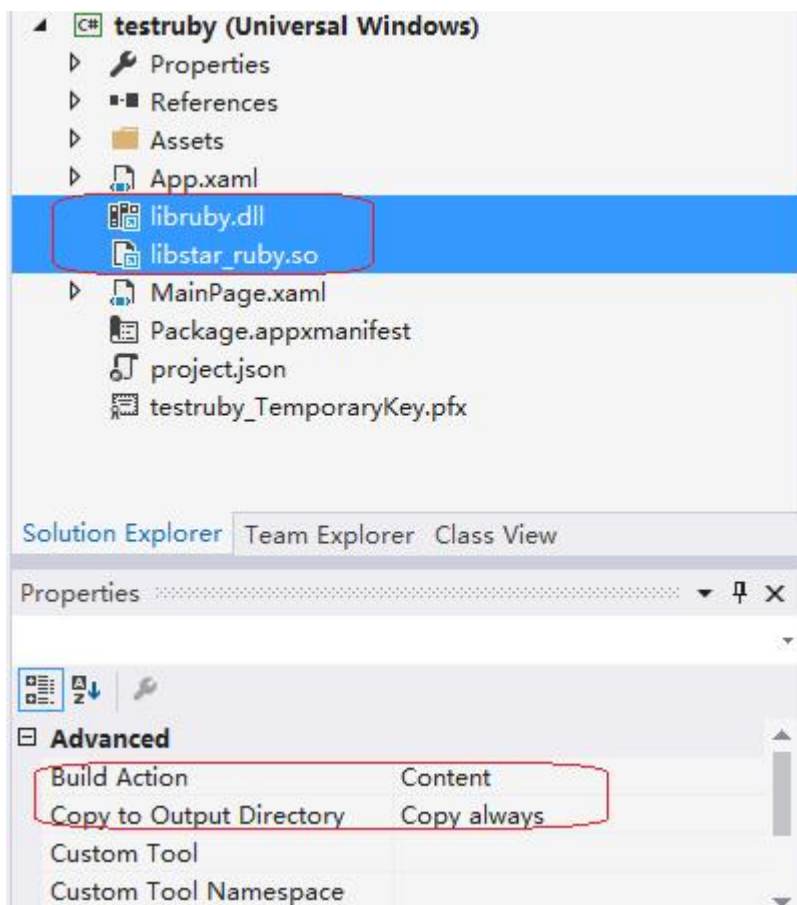 testruby (Universal Windows)
Properties
References
Assets
App.xaml
libruby.dll
libstar_ruby.so
MainPage.xaml
Package.appxmanifest
project.json
testruby_TemporaryKey.pfx
Solution Explorer Team Explorer Class View
Properties
Advanced
Build Action Content
Copy to Output Directory Copy always
Custom Tool
Custom Tool Namespace